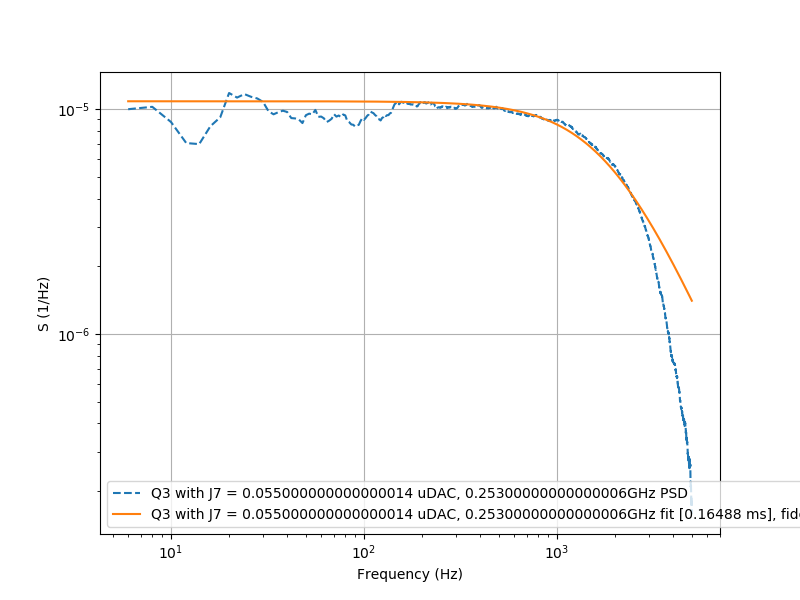 10⁻⁵
10⁻⁶
S (1/Hz)
Q3 with J7 = 0.055000000000000014 uDAC, 0.25300000000000006GHz PSD
Q3 with J7 = 0.055000000000000014 uDAC, 0.25300000000000006GHz fit [0.16488 ms], fid
10¹ 10² 10³
Frequency (Hz)